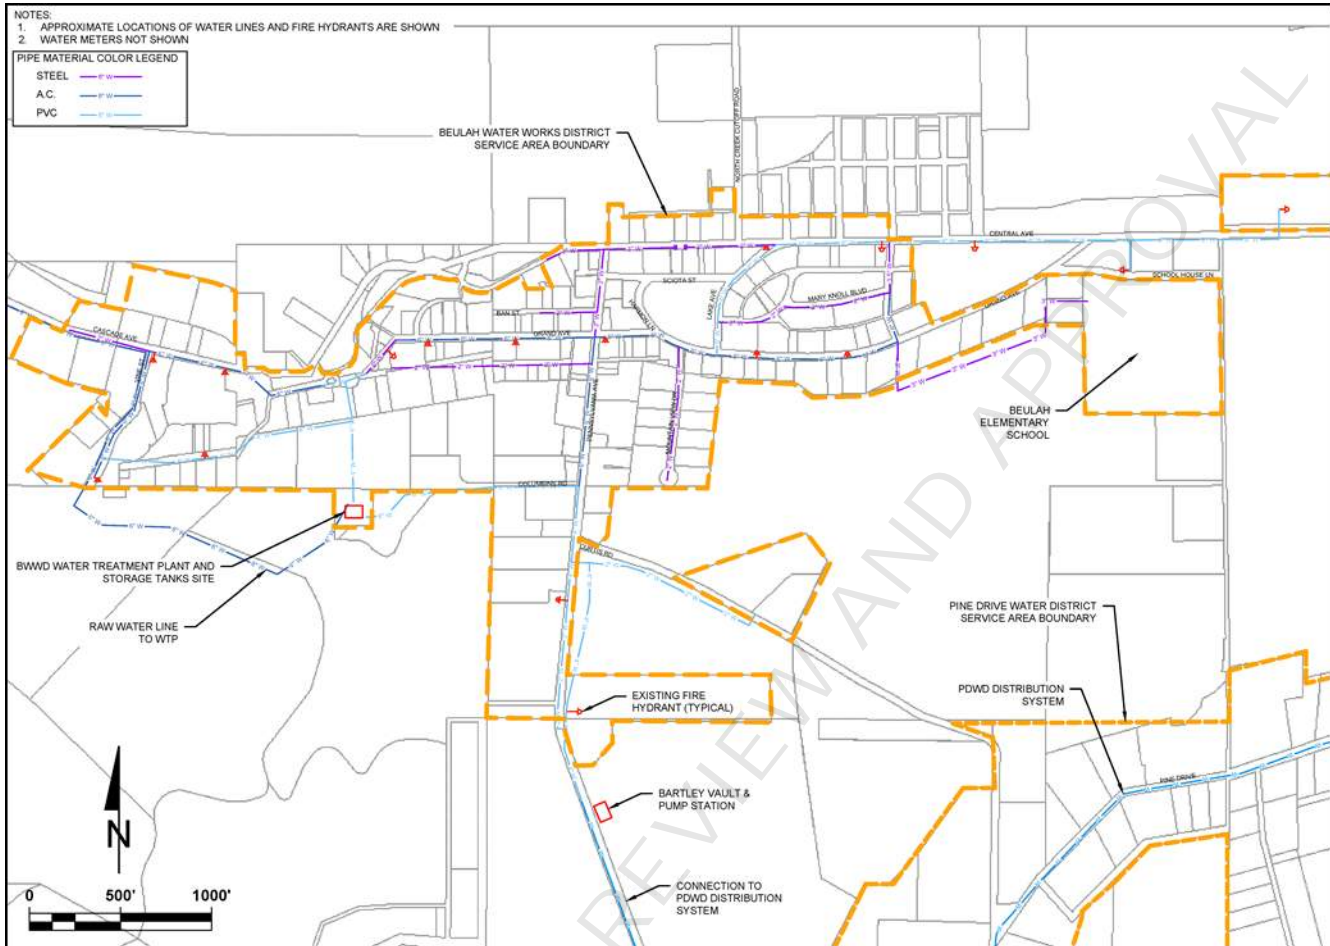 NOTES:
1. APPROXIMATE LOCATIONS OF WATER LINES AND FIRE HYDRANTS ARE SHOWN
2. WATER METERS NOT SHOWN
PIPE MATERIAL COLOR LEGEND
STEEL
A.C.
PVC
BEULAH WATER WORKS DISTRICT
SERVICE AREA BOUNDARY
NORTH CREEK CUTOFF ROAD
CENTRAL AVE
SCHOOL HOUSE LN
SCIOTA ST
MARY KNOLL BLVD
LAKE AVE
GRAND AVE
CASCADE AVE
PENNSYLVANIA AVE
MOUNTAIN VIEW DR
COLUMBINE RD
BEULAH
ELEMENTARY
SCHOOL
BWWD WATER TREATMENT PLANT AND
STORAGE TANKS SITE
RAW WATER LINE
TO WTP
PINE DRIVE WATER DISTRICT
SERVICE AREA BOUNDARY
PDWD DISTRIBUTION
SYSTEM
EXISTING FIRE
HYDRANT (TYPICAL)
PINE DRIVE
BARTLEY VAULT &
PUMP STATION
CONNECTION TO
PDWD DISTRIBUTION
SYSTEM
N
0 500' 1000'
REVIEW AND APPROVAL